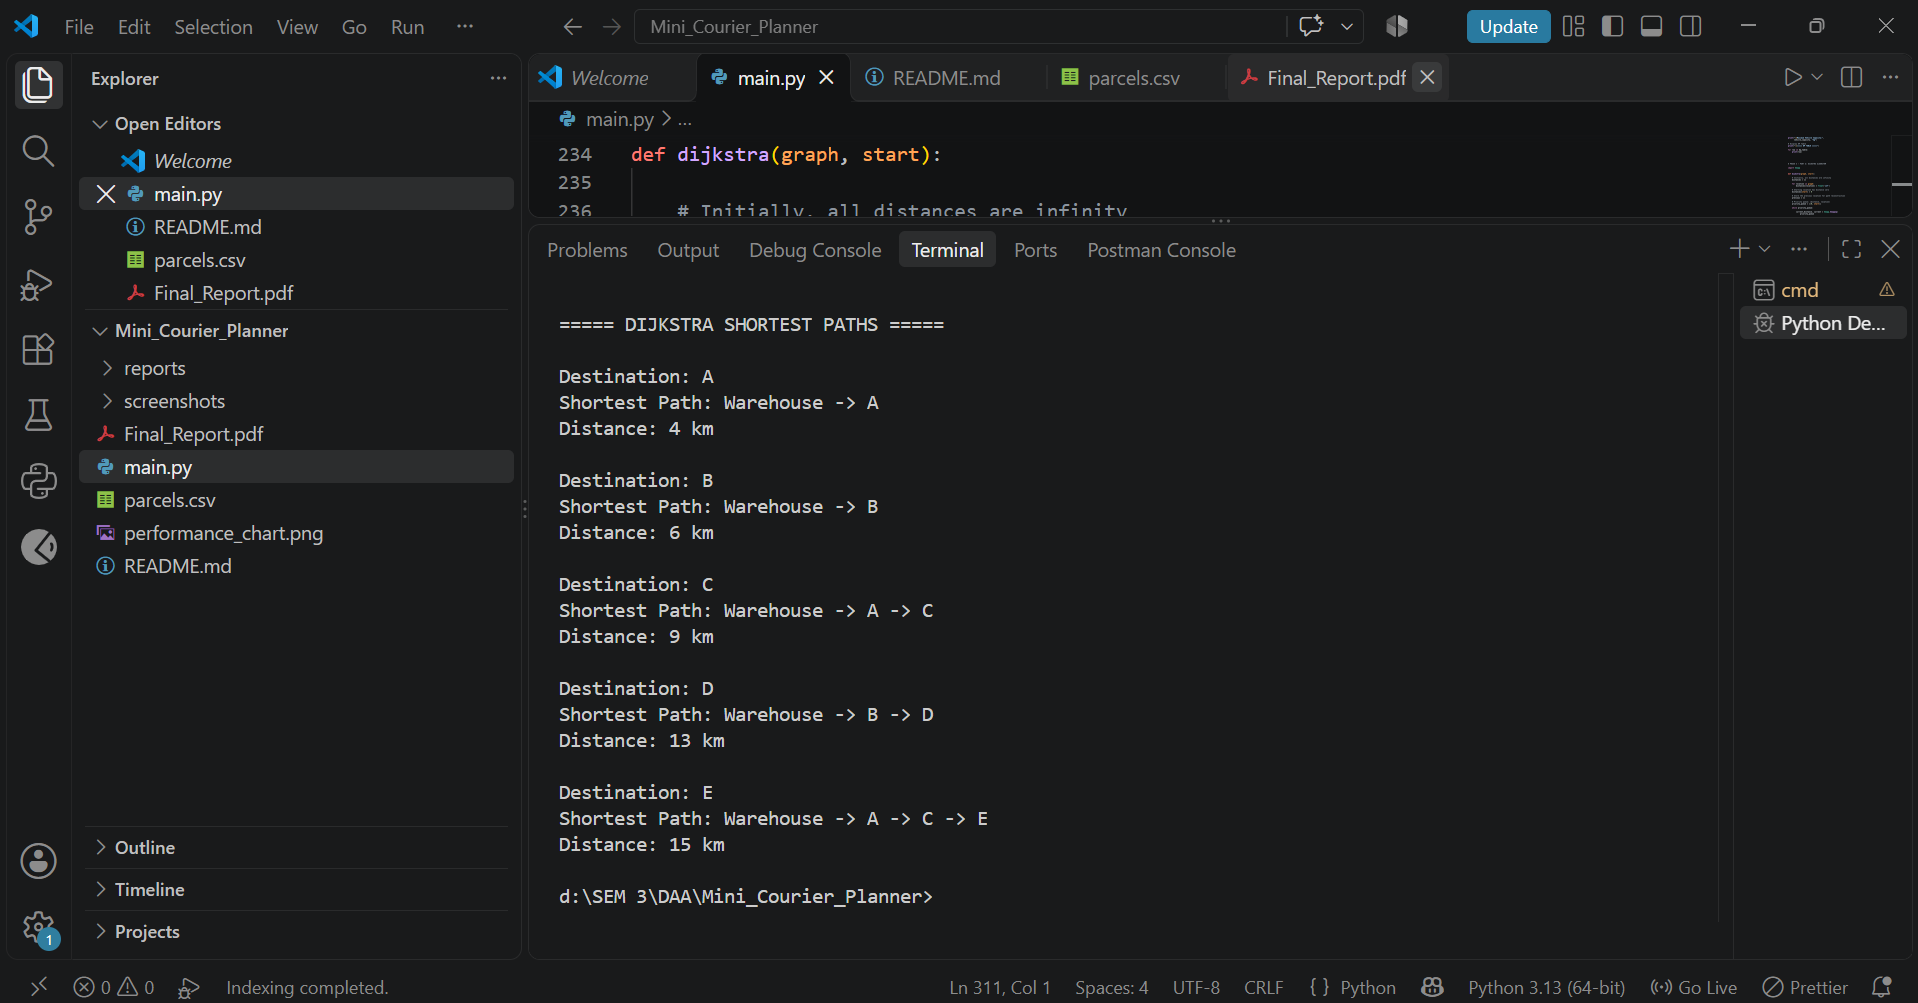 File Edit Selection View Go Run ...
Mini_Courier_Planner
Update
Explorer
Open Editors
Welcome
main.py
README.md
parcels.csv
Final_Report.pdf
Mini_Courier_Planner
reports
screenshots
Final_Report.pdf
main.py
parcels.csv
performance_chart.png
README.md
Outline
Timeline
Projects
1
Welcome main.py README.md parcels.csv Final_Report.pdf
main.py > ...
234 def dijkstra(graph, start):
235
236 # Initially, all distances are infinity
Problems Output Debug Console Terminal Ports Postman Console
cmd
Python De...
===== DIJKSTRA SHORTEST PATHS =====
Destination: A
Shortest Path: Warehouse -> A
Distance: 4 km
Destination: B
Shortest Path: Warehouse -> B
Distance: 6 km
Destination: C
Shortest Path: Warehouse -> A -> C
Distance: 9 km
Destination: D
Shortest Path: Warehouse -> B -> D
Distance: 13 km
Destination: E
Shortest Path: Warehouse -> A -> C -> E
Distance: 15 km
d:\SEM 3\DAA\Mini_Courier_Planner>
0 0 Indexing completed. Ln 311, Col 1 Spaces: 4 UTF-8 CRLF { } Python Python 3.13 (64-bit) Go Live Prettier